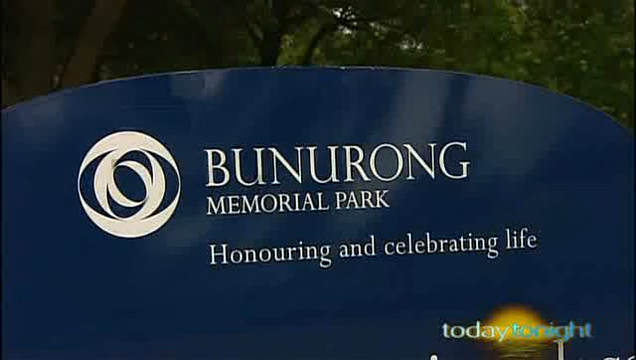 BUNURONG
MEMORIAL PARK
Honouring and celebrating life
todaytonight